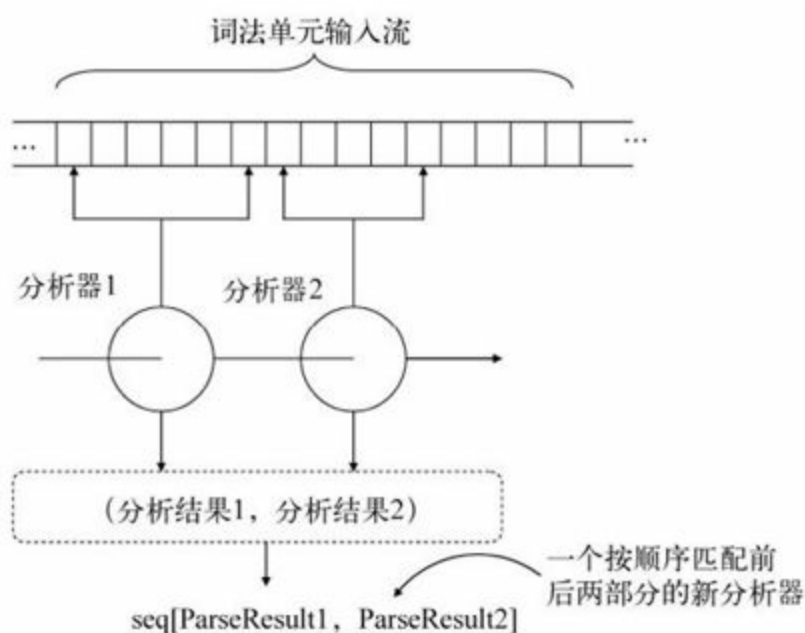 词法单元输入流
... ...
分析器1 分析器2
（分析结果1，分析结果2）
一个按顺序匹配前
后两部分的新分析器
seq[ParseResult1，ParseResult2]